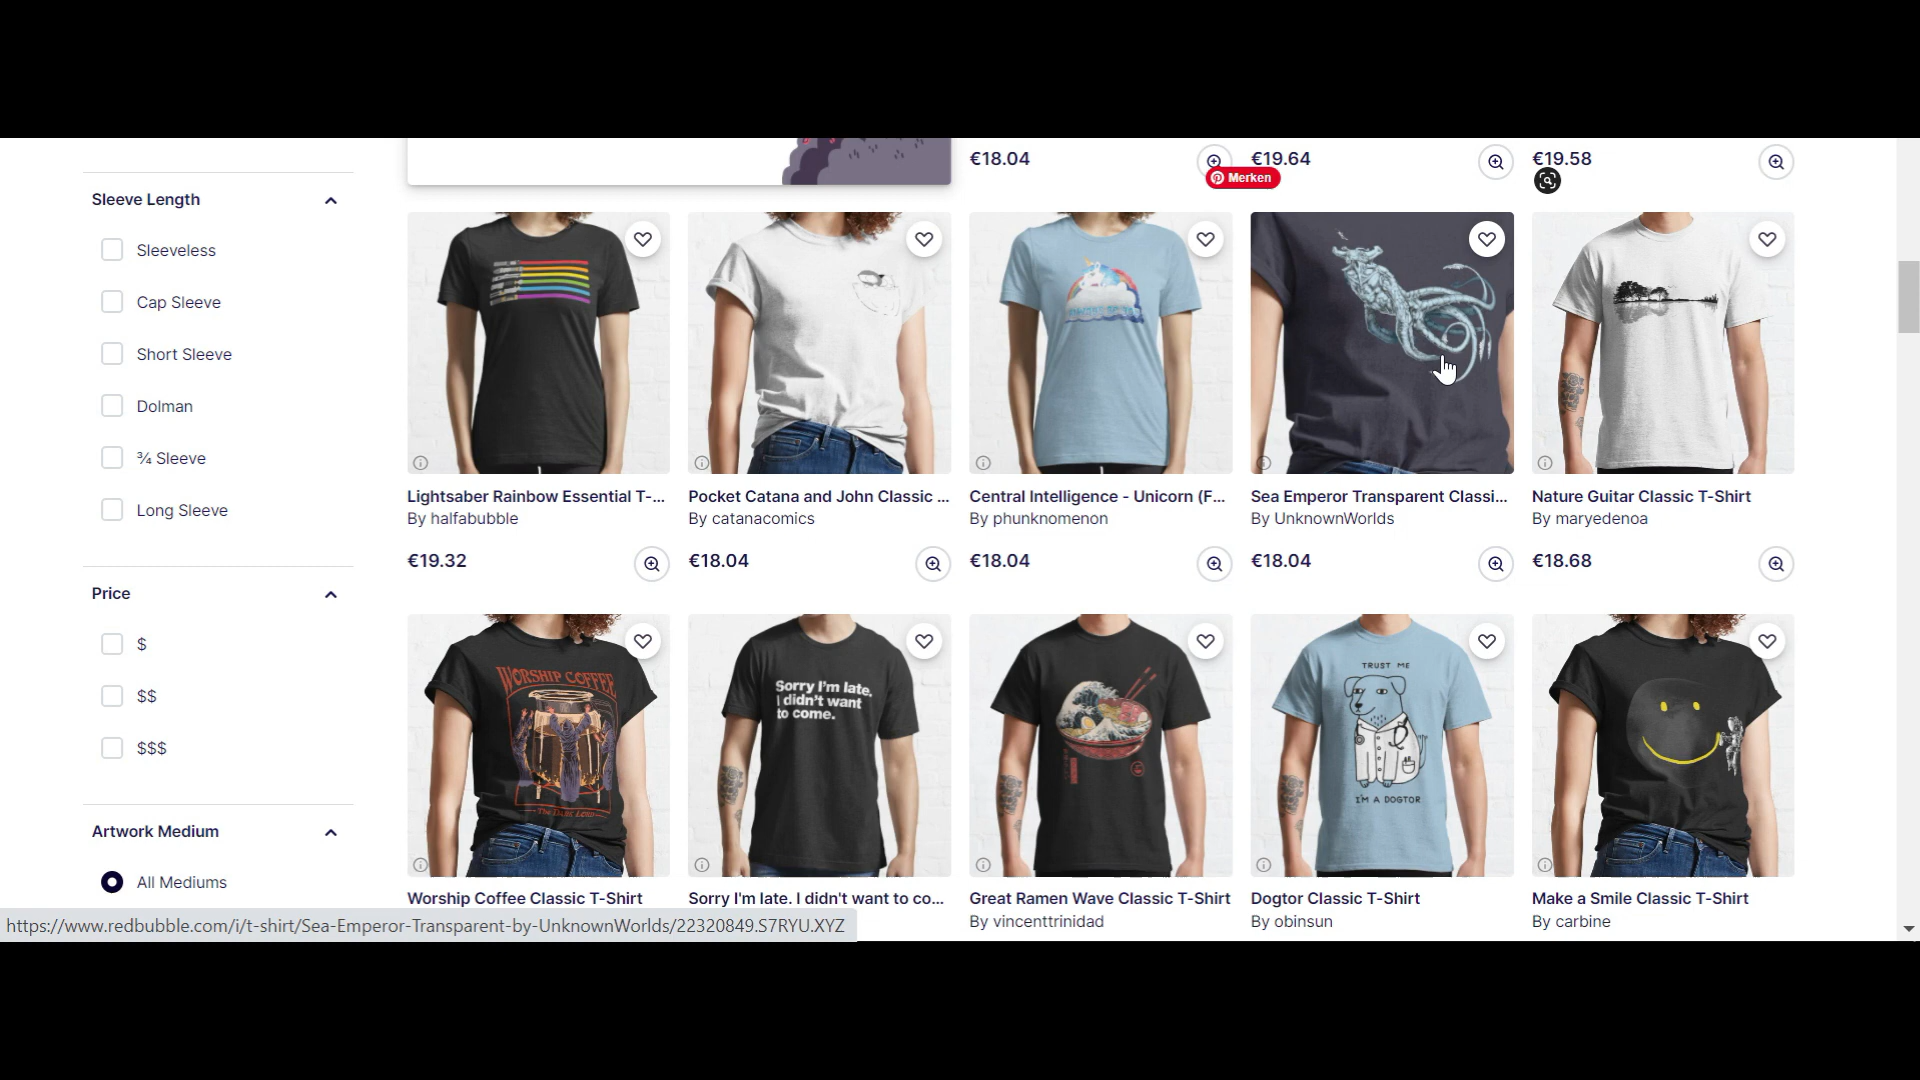 €18.04
€19.64
€19.58
Merken
Sleeve Length
Sleeveless
Cap Sleeve
Short Sleeve
Dolman
¾ Sleeve
Long Sleeve
Price
$
$$
$$$
Artwork Medium
All Mediums
Lightsaber Rainbow Essential T-...
By halfabubble
€19.32
Pocket Catana and John Classic ...
By catanacomics
€18.04
Central Intelligence - Unicorn (F...
By phunknomenon
€18.04
Sea Emperor Transparent Classi...
By UnknownWorlds
€18.04
Nature Guitar Classic T-Shirt
By maryedenoa
€18.68
WORSHIP COFFEE
The DARK LORD
Worship Coffee Classic T-Shirt
Sorry I'm late.
I didn't want
to come.
Sorry I'm late. I didn't want to co...
Great Ramen Wave Classic T-Shirt
By vincenttrinidad
TRUST ME
I'M A DOGTOR
Dogtor Classic T-Shirt
By obinsun
Make a Smile Classic T-Shirt
By carbine
https://www.redbubble.com/i/t-shirt/Sea-Emperor-Transparent-by-UnknownWorlds/22320849.S7RYU.XYZ